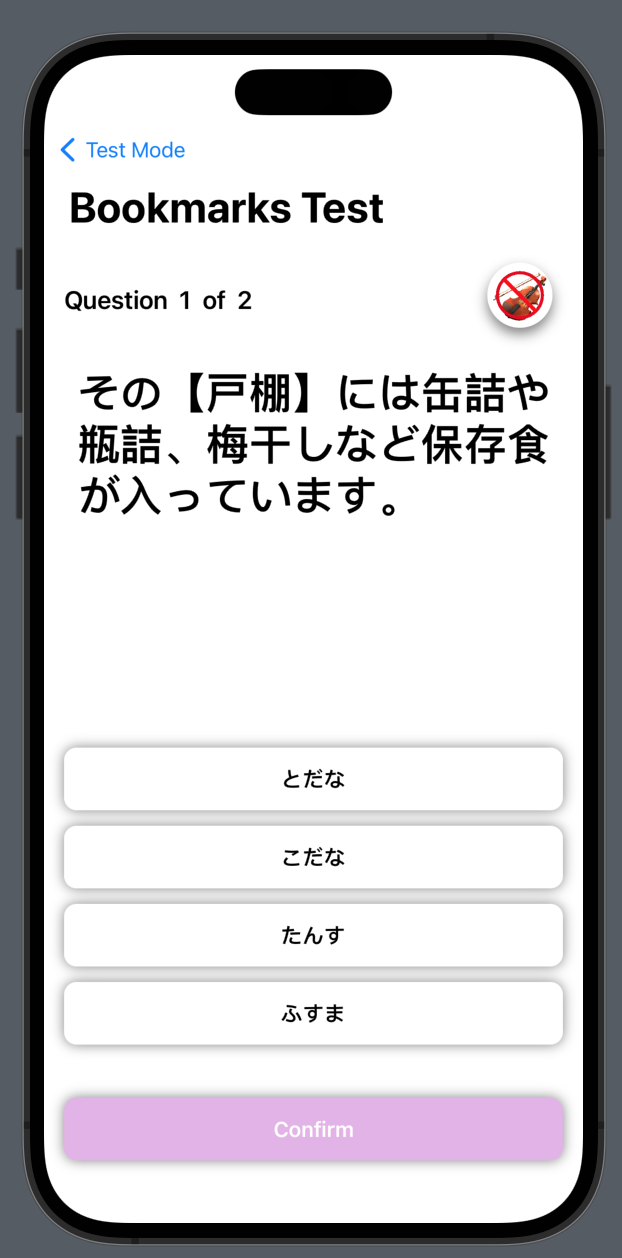 Test Mode
Bookmarks Test
Question 1 of 2
その【戸棚】には缶詰や
瓶詰、梅干しなど保存食
が入っています。
とだな
こだな
たんす
ふすま
Confirm